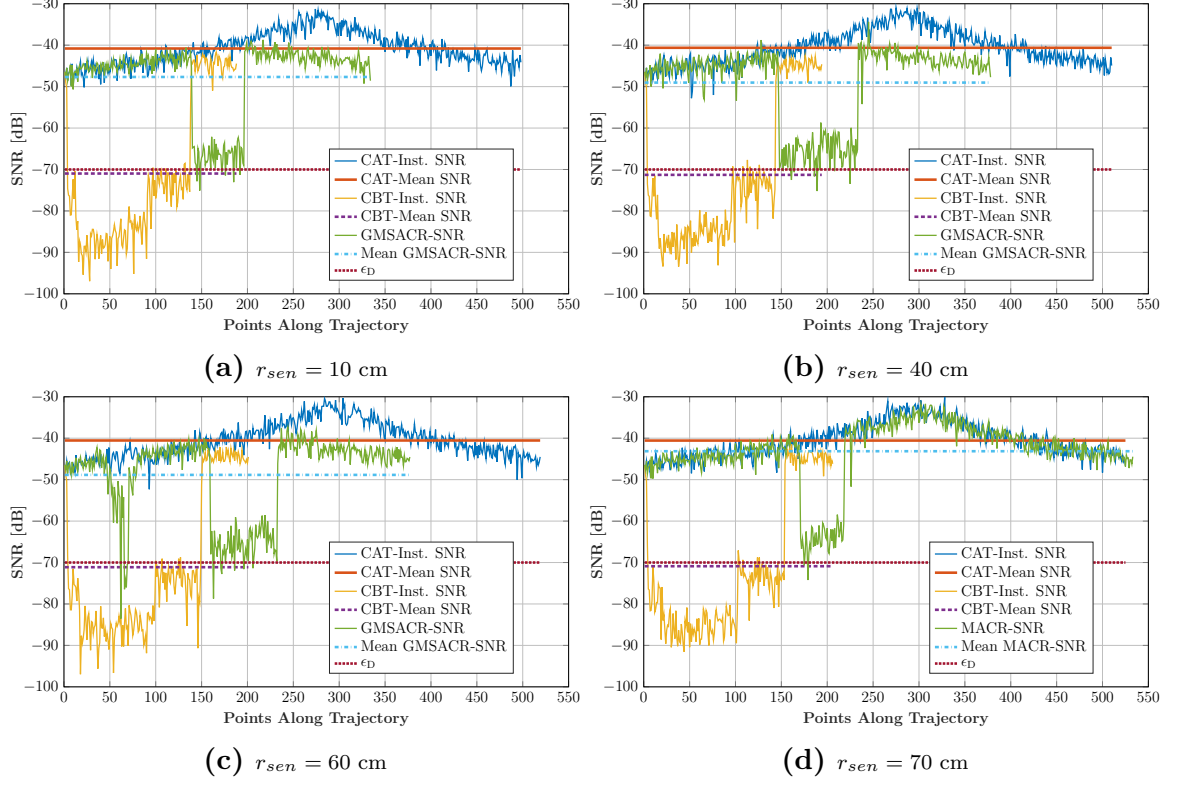 −30
−40
−50
−60
−70
−80
−90
−100
SNR [dB]
CAT-Inst. SNR
CAT-Mean SNR
CBT-Inst. SNR
CBT-Mean SNR
GMSACR-SNR
Mean GMSACR-SNR
ϵD
0 50 100 150 200 250 300 350 400 450 500 550
Points Along Trajectory
(a) r_sen = 10 cm
−30
−40
−50
−60
−70
−80
−90
−100
SNR [dB]
CAT-Inst. SNR
CAT-Mean SNR
CBT-Inst. SNR
CBT-Mean SNR
GMSACR-SNR
Mean GMSACR-SNR
ϵD
0 50 100 150 200 250 300 350 400 450 500 550
Points Along Trajectory
(b) r_sen = 40 cm
−30
−40
−50
−60
−70
−80
−90
−100
SNR [dB]
CAT-Inst. SNR
CAT-Mean SNR
CBT-Inst. SNR
CBT-Mean SNR
GMSACR-SNR
Mean GMSACR-SNR
ϵD
0 50 100 150 200 250 300 350 400 450 500 550
Points Along Trajectory
(c) r_sen = 60 cm
−30
−40
−50
−60
−70
−80
−90
−100
SNR [dB]
CAT-Inst. SNR
CAT-Mean SNR
CBT-Inst. SNR
CBT-Mean SNR
MACR-SNR
Mean MACR-SNR
ϵD
0 50 100 150 200 250 300 350 400 450 500 550
Points Along Trajectory
(d) r_sen = 70 cm